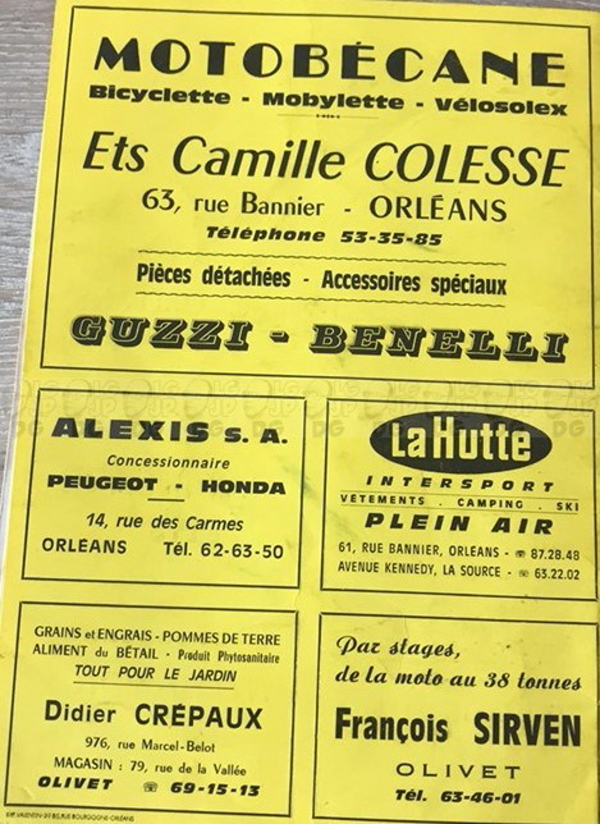 MOTOBÉCANE
Bicyclette - Mobylette - Vélosolex
Ets Camille COLESSE
63, rue Bannier - ORLÉANS
Téléphone 53-35-85
Pièces détachées - Accessoires spéciaux
GUZZI - BENELLI
ALEXIS S. A.
Concessionnaire
PEUGEOT - HONDA
14, rue des Carmes
ORLÉANS Tél. 62-63-50
La Hutte
INTERSPORT
VÊTEMENTS . CAMPING . SKI
PLEIN AIR
61, RUE BANNIER, ORLEANS - ☏ 87.28.48
AVENUE KENNEDY, LA SOURCE - ☏ 63.22.02
GRAINS et ENGRAIS - POMMES DE TERRE
ALIMENT du BÉTAIL - Produit Phytosanitaire
TOUT POUR LE JARDIN
Didier CRÉPAUX
976, rue Marcel-Belot
MAGASIN : 79, rue de la Vallée
OLIVET ☏ 69-15-13
Par stages,
de la moto au 38 tonnes
François SIRVEN
OLIVET
Tél. 63-46-01